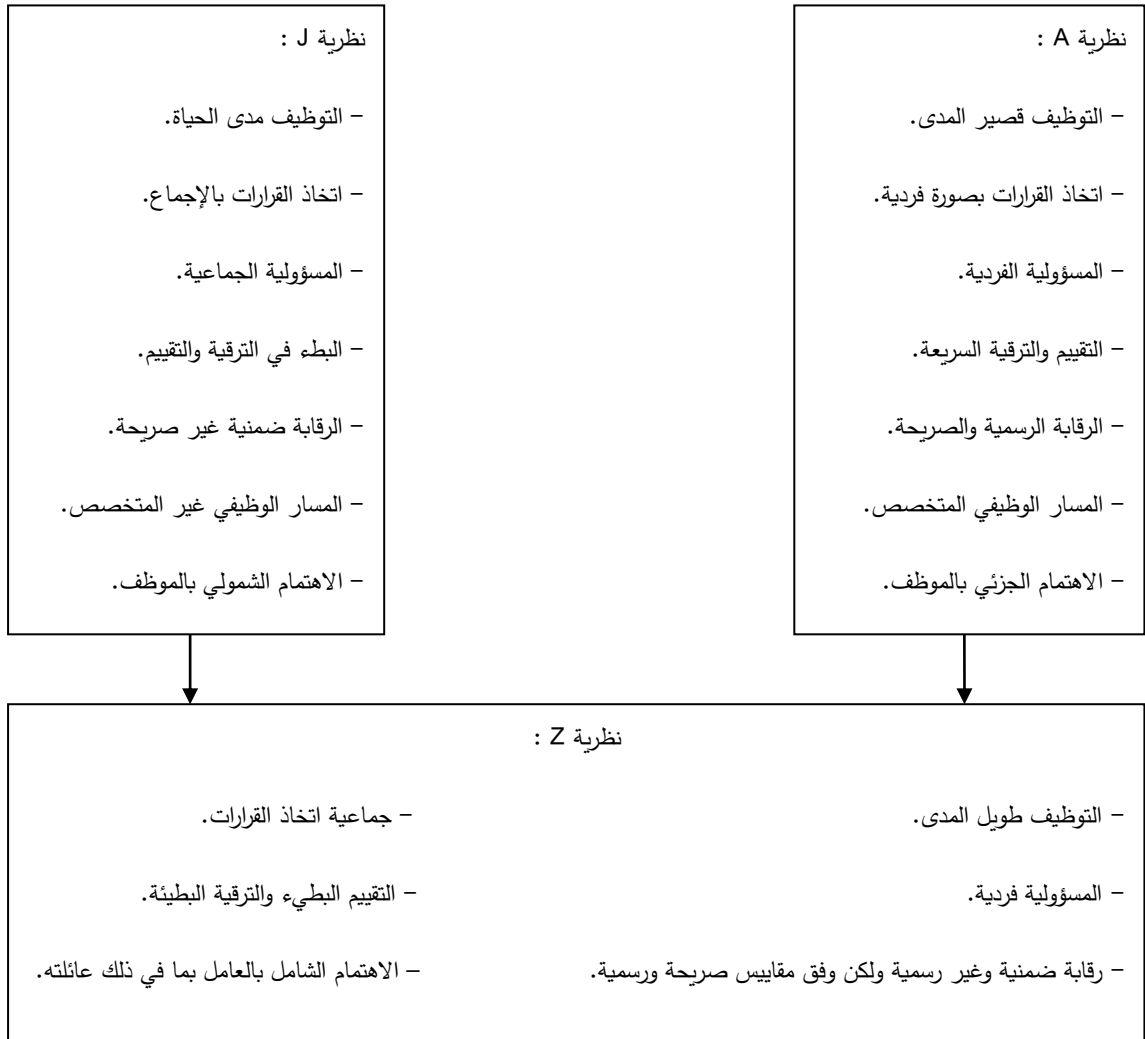 نظرية A :
- التوظيف قصير المدى.
- اتخاذ القرارات بصورة فردية.
- المسؤولية الفردية.
- التقييم والترقية السريعة.
- الرقابة الرسمية والصريحة.
- المسار الوظيفي المتخصص.
- الاهتمام الجزئي بالموظف.
نظرية J :
- التوظيف مدى الحياة.
- اتخاذ القرارات بالإجماع.
- المسؤولية الجماعية.
- البطء في الترقية والتقييم.
- الرقابة ضمنية غير صريحة.
- المسار الوظيفي غير المتخصص.
- الاهتمام الشمولي بالموظف.
نظرية Z :
- التوظيف طويل المدى. - جماعية اتخاذ القرارات.
- المسؤولية فردية. - التقييم البطيء والترقية البطيئة.
- رقابة ضمنية وغير رسمية ولكن وفق مقاييس صريحة ورسمية. - الاهتمام الشامل بالعامل بما في ذلك عائلته.